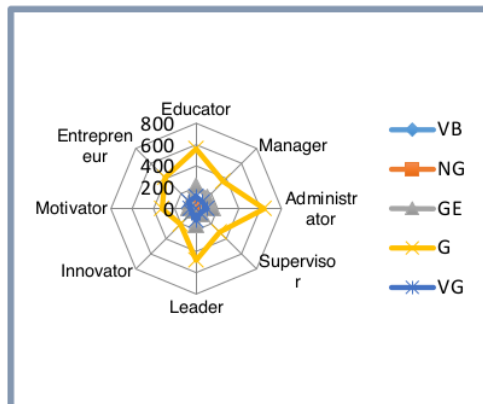 Educator
800
600
400
200
0
Entrepren
eur
Manager
Motivator
Administr
ator
Innovator
Superviso
r
Leader
VB
NG
GE
G
VG